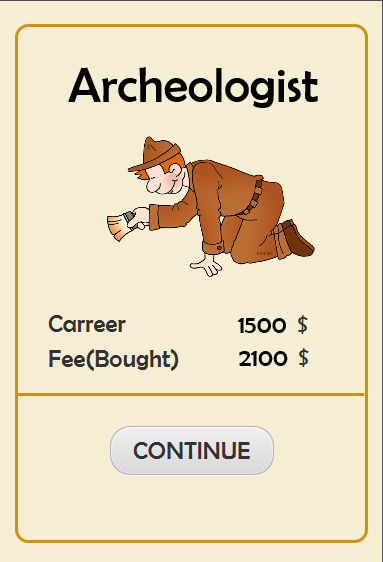 Archeologist
Carreer 1500 $
Fee(Bought) 2100 $
CONTINUE